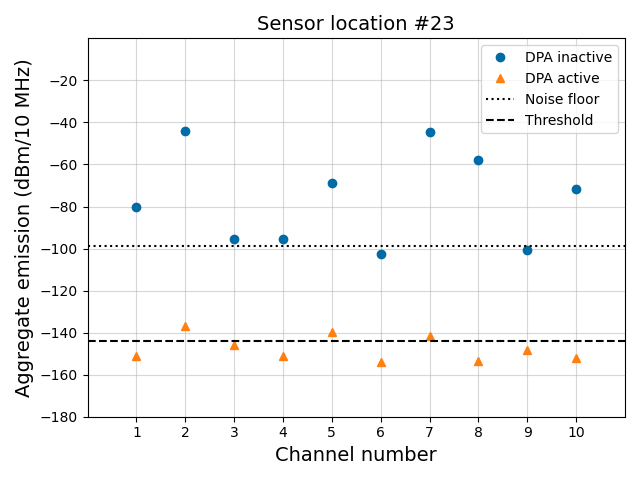 Sensor location #23
Aggregate emission (dBm/10 MHz)
−20
−40
−60
−80
−100
−120
−140
−160
−180
DPA inactive
DPA active
Noise floor
Threshold
1 2 3 4 5 6 7 8 9 10
Channel number